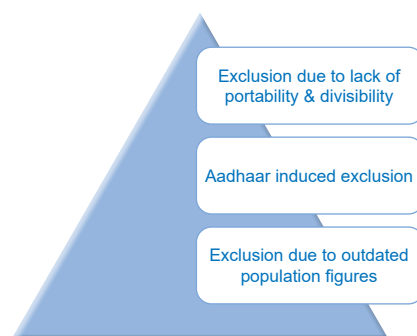 Exclusion due to lack of
portability & divisibility
Aadhaar induced exclusion
Exclusion due to outdated
population figures